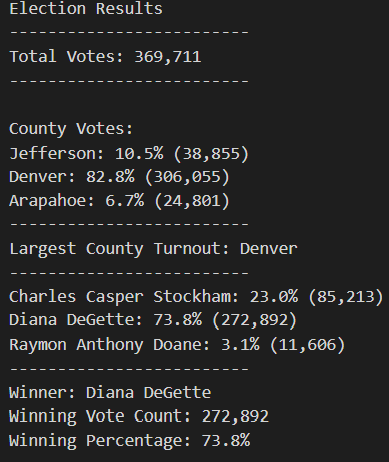 Election Results
-------------------------
Total Votes: 369,711
-------------------------
County Votes:
Jefferson: 10.5% (38,855)
Denver: 82.8% (306,055)
Arapahoe: 6.7% (24,801)
-------------------------
Largest County Turnout: Denver
-------------------------
Charles Casper Stockham: 23.0% (85,213)
Diana DeGette: 73.8% (272,892)
Raymon Anthony Doane: 3.1% (11,606)
-------------------------
Winner: Diana DeGette
Winning Vote Count: 272,892
Winning Percentage: 73.8%